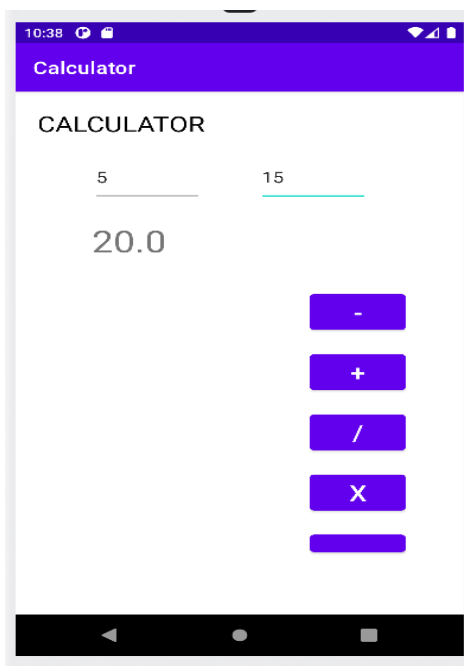 10:38
Calculator
CALCULATOR
5 15
20.0
-
+
/
X